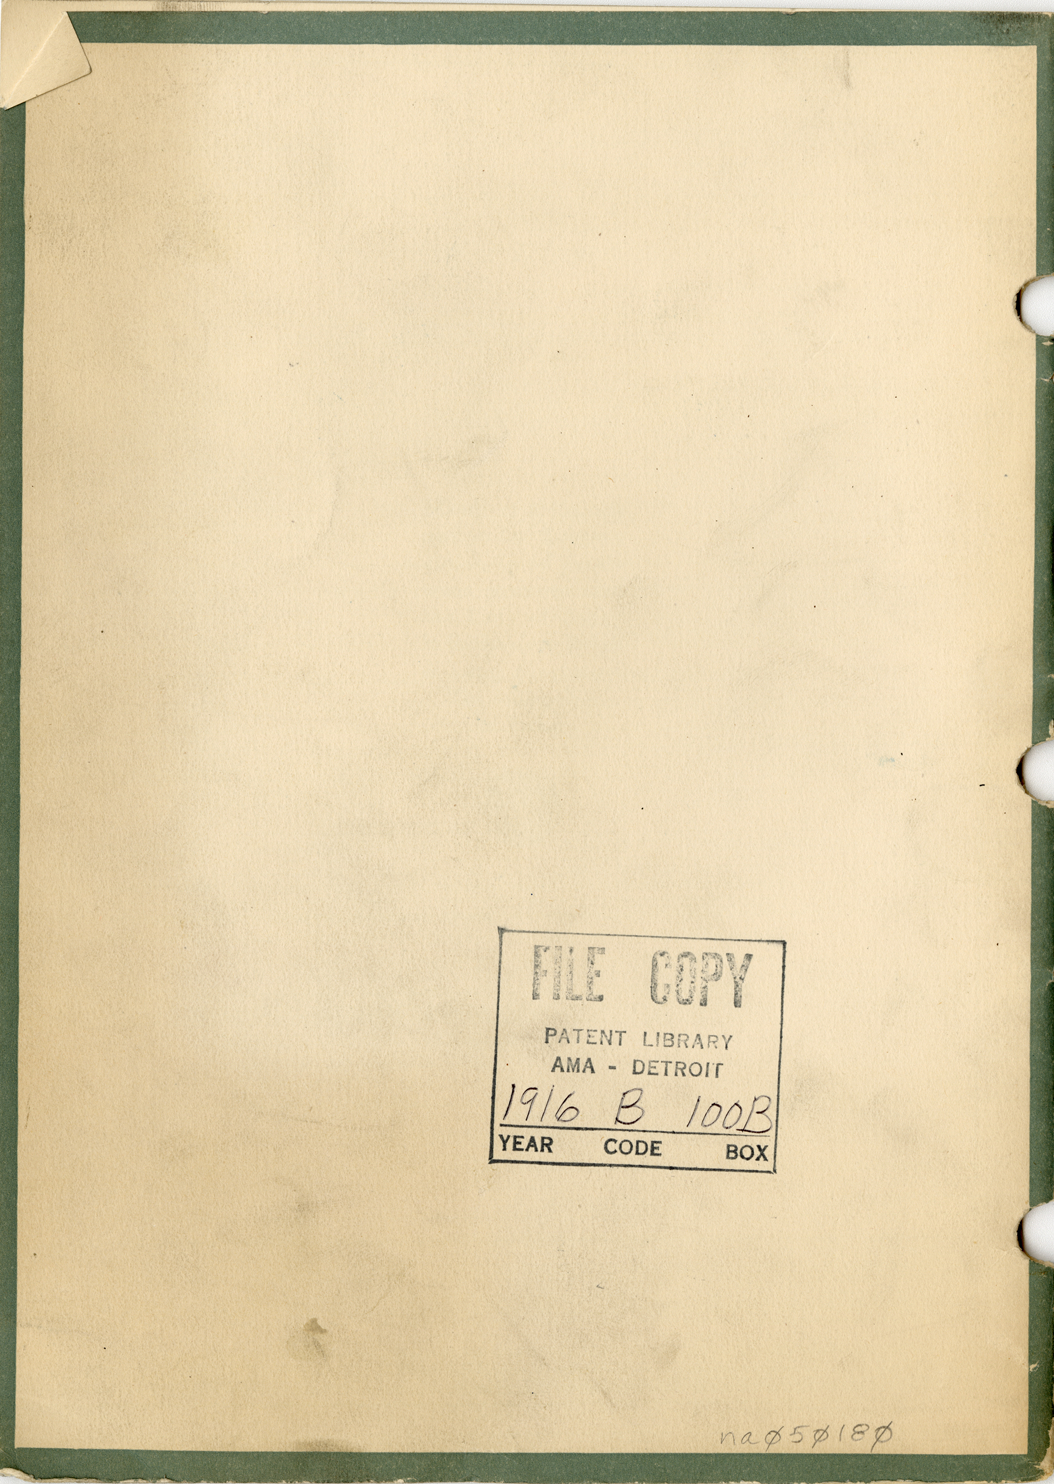 FILE COPY
PATENT LIBRARY
AMA - DETROIT
1916 B 100B
YEAR CODE BOX
naø5ø18ø